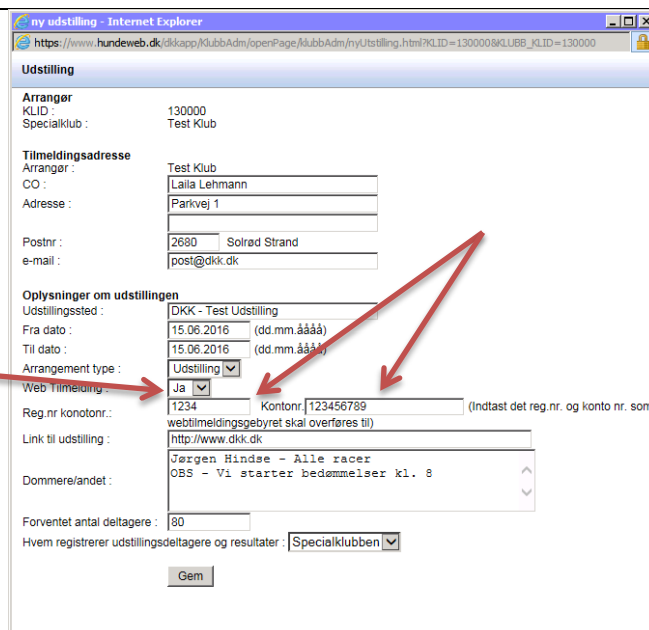 ny udstilling - Internet Explorer
https://www.hundeweb.dk/dkkapp/KlubbAdm/openPage/klubbAdm/nyUtstilling.html?KLID=130000&KLUBB_KLID=130000
Udstilling
Arrangør
KLID : 130000
Specialklub : Test Klub
Tilmeldingsadresse
Arrangør : Test Klub
CO : Laila Lehmann
Adresse : Parkvej 1
Postnr : 2680 Solrød Strand
e-mail : post@dkk.dk
Oplysninger om udstillingen
Udstillingssted : DKK - Test Udstilling
Fra dato : 15.06.2016 (dd.mm.åååå)
Til dato : 15.06.2016 (dd.mm.åååå)
Arrangement type : Udstilling
Web Tilmelding : Ja
Reg.nr konotonr.: 1234 Kontonr. 123456789 (Indtast det reg.nr. og konto nr. som
webtilmeldingsgebyret skal overføres til)
Link til udstilling : http://www.dkk.dk
Dommere/andet : Jørgen Hindse - Alle racer
OBS - Vi starter bedømmelser kl. 8
Forventet antal deltagere : 80
Hvem registrerer udstillingsdeltagere og resultater : Specialklubben
Gem